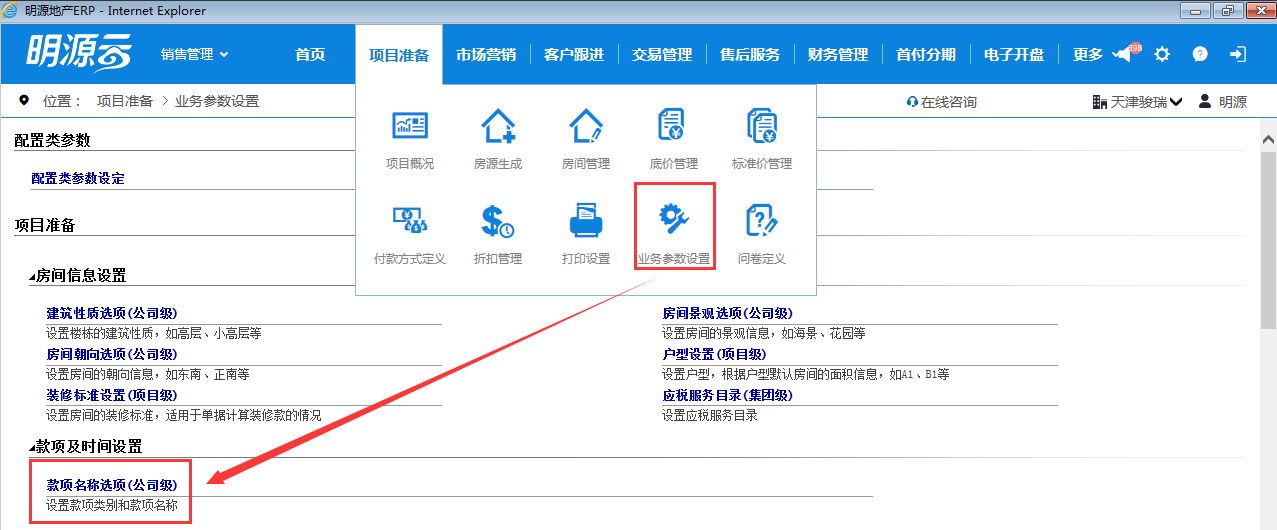 明源地产ERP - Internet Explorer
明源云 销售管理 首页 项目准备 市场营销 客户跟进 交易管理 售后服务 财务管理 首付分期 电子开盘 更多 398
位置： 项目准备 > 业务参数设置 在线咨询 天津骏瑞 明源
项目概况 房源生成 房间管理 底价管理 标准价管理
付款方式定义 折扣管理 打印设置 业务参数设置 问卷定义
配置类参数
配置类参数设定
项目准备
房间信息设置
建筑性质选项(公司级) 房间景观选项(公司级)
设置楼栋的建筑性质，如高层、小高层等 设置房间的景观信息，如海景、花园等
房间朝向选项(公司级) 户型设置(项目级)
设置房间的朝向信息，如东南、正南等 设置户型，根据户型默认房间的面积信息，如A1、B1等
装修标准设置(项目级) 应税服务目录(集团级)
设置房间的装修标准，适用于单据计算装修款的情况 设置应税服务目录
款项及时间设置
款项名称选项(公司级)
设置款项类别和款项名称